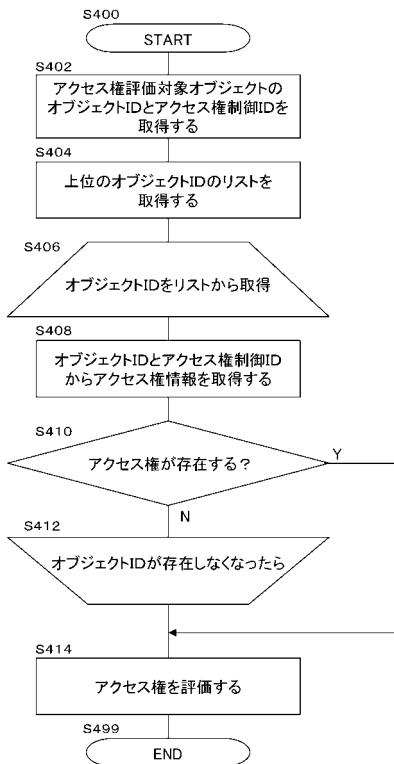 S400
START
S402
アクセス権評価対象オブジェクトの
オブジェクトIDとアクセス権制御IDを
取得する
S404
上位のオブジェクトIDのリストを
取得する
S406
オブジェクトIDをリストから取得
S408
オブジェクトIDとアクセス権制御ID
からアクセス権情報を取得する
S410
アクセス権が存在する？
Y
N
S412
オブジェクトIDが存在しなくなったら
S414
アクセス権を評価する
S499
END